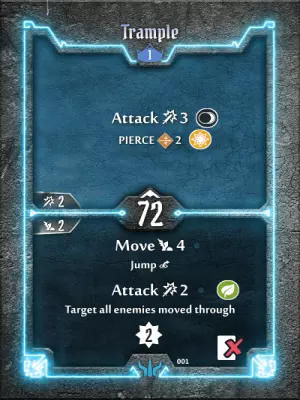 Trample
1
Attack 3
PIERCE 2
2
72
2
Move 4
Jump
Attack 2
Target all enemies moved through
2
001